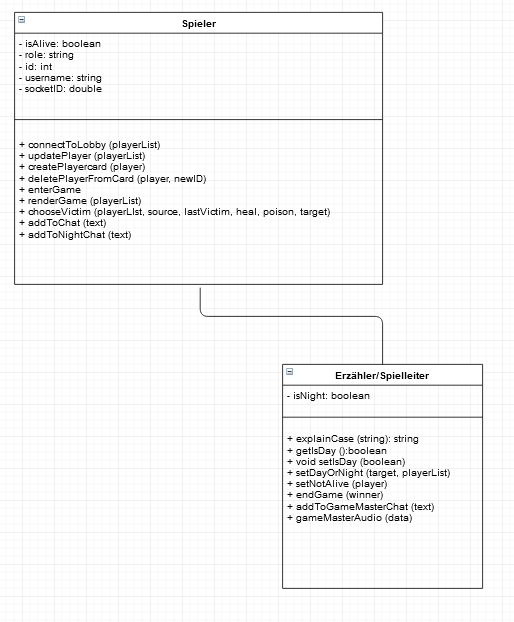 Spieler
- isAlive: boolean
- role: string
- id: int
- username: string
- socketID: double
+ connectToLobby (playerList)
+ updatePlayer (playerList)
+ createPlayercard (player)
+ deletePlayerFromCard (player, newID)
+ enterGame
+ renderGame (playerList)
+ chooseVictim (playerLIst, source, lastVictim, heal, poison, target)
+ addToChat (text)
+ addToNightChat (text)
Erzähler/Spielleiter
- isNight: boolean
+ explainCase (string): string
+ getIsDay ():boolean
+ void setIsDay (boolean)
+ setDayOrNight (target, playerList)
+ setNotAlive (player)
+ endGame (winner)
+ addToGameMasterChat (text)
+ gameMasterAudio (data)